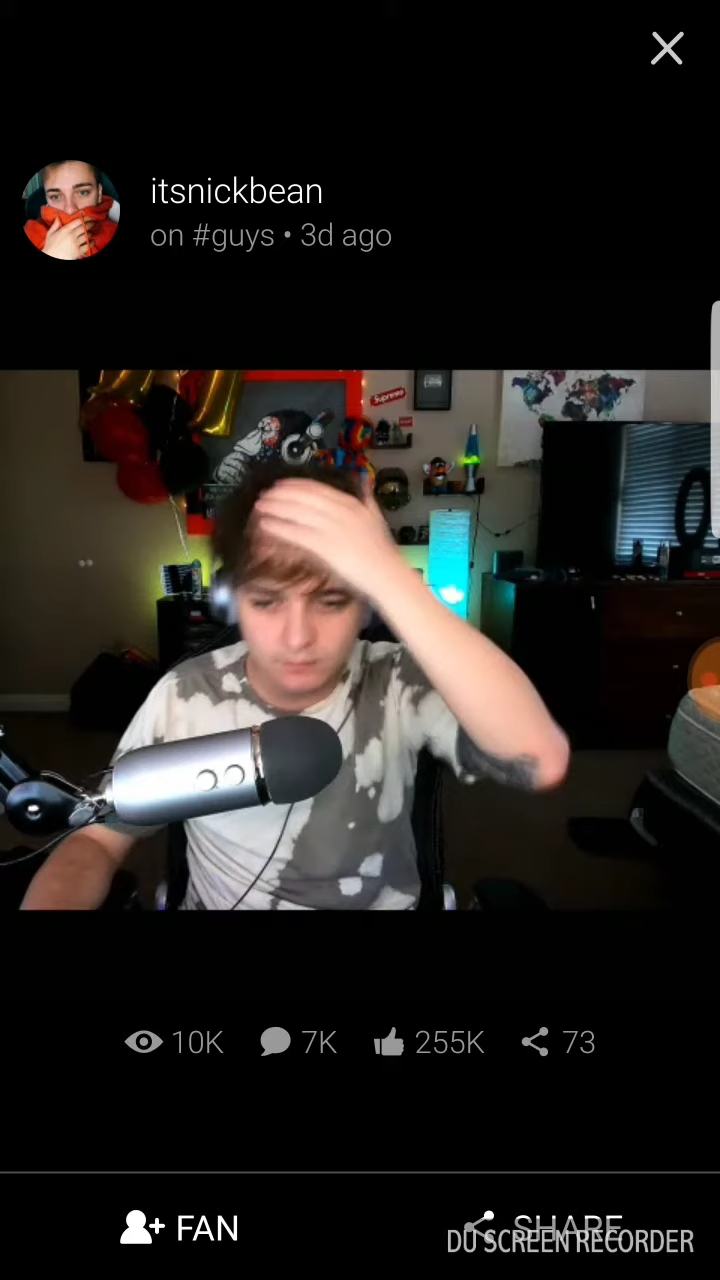 itsnickbean
on #guys • 3d ago
Supreme
10K 7K 255K 73
FAN SHARE
DU SCREEN RECORDER